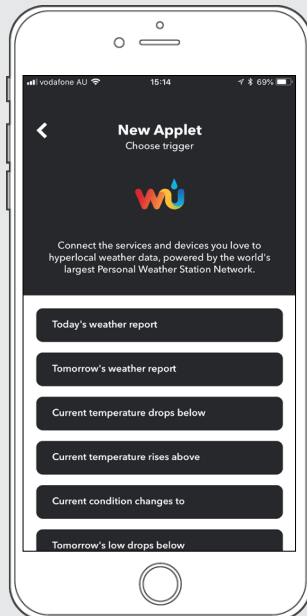 vodafone AU 15:14 69%
New Applet
Choose trigger
wu
Connect the services and devices you love to
hyperlocal weather data, powered by the world's
largest Personal Weather Station Network.
Today's weather report
Tomorrow's weather report
Current temperature drops below
Current temperature rises above
Current condition changes to
Tomorrow's low drops below